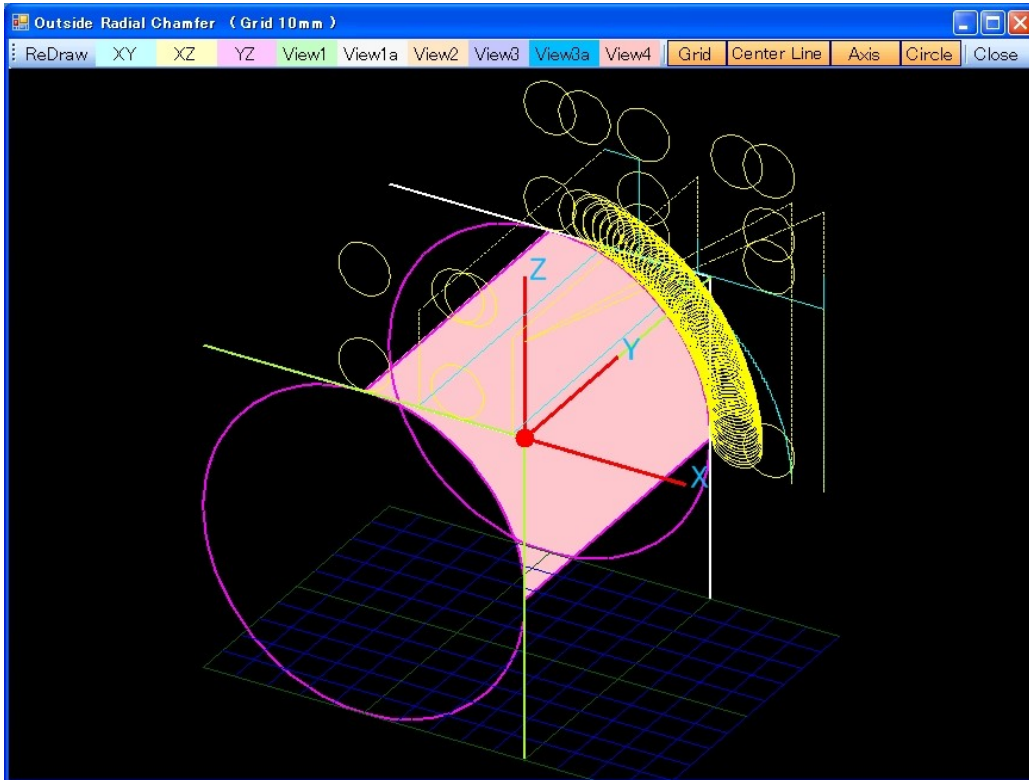 Outside Radial Chamfer ( Grid 10mm )
ReDraw XY XZ YZ View1 View1a View2 View3 View3a View4 Grid Center Line Axis Circle Close
Z
Y
X